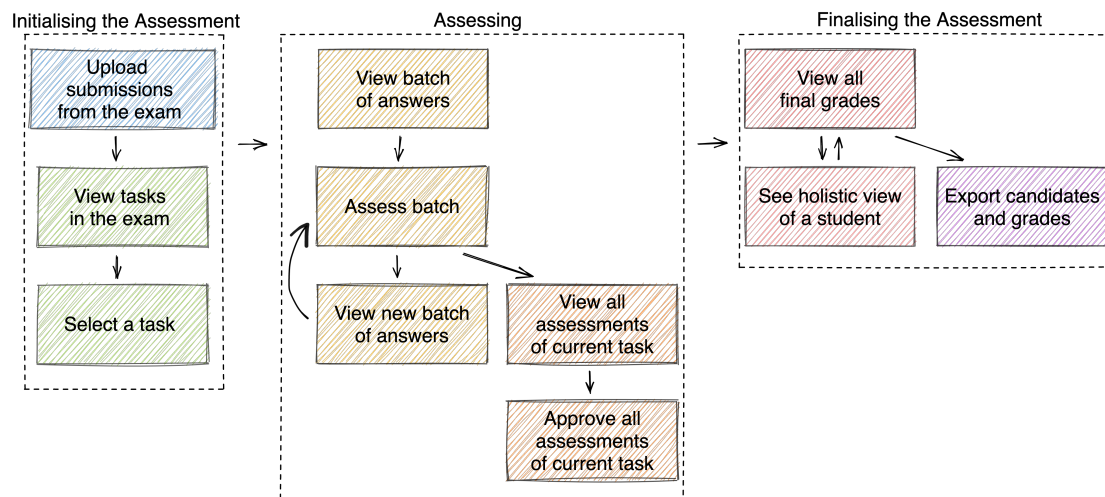 Initialising the Assessment
Upload
submissions
from the exam
View tasks
in the exam
Select a task
Assessing
View batch
of answers
Assess batch
View new batch
of answers
View all
assessments
of current task
Approve all
assessments
of current task
Finalising the Assessment
View all
final grades
See holistic view
of a student
Export candidates
and grades